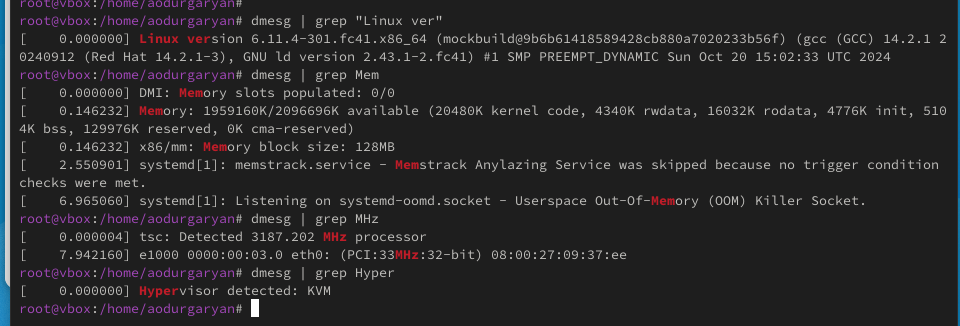 root@vbox:/home/aodurgaryan#
root@vbox:/home/aodurgaryan# dmesg | grep "Linux ver"
[    0.000000] Linux version 6.11.4-301.fc41.x86_64 (mockbuild@9b6b61418589428cb880a7020233b56f) (gcc (GCC) 14.2.1 2
0240912 (Red Hat 14.2.1-3), GNU ld version 2.43.1-2.fc41) #1 SMP PREEMPT_DYNAMIC Sun Oct 20 15:02:33 UTC 2024
root@vbox:/home/aodurgaryan# dmesg | grep Mem
[    0.000000] DMI: Memory slots populated: 0/0
[    0.146232] Memory: 1959160K/2096696K available (20480K kernel code, 4340K rwdata, 16032K rodata, 4776K init, 510
4K bss, 129976K reserved, 0K cma-reserved)
[    0.146232] x86/mm: Memory block size: 128MB
[    2.550901] systemd[1]: memstrack.service - Memstrack Anylazing Service was skipped because no trigger condition
checks were met.
[    6.965060] systemd[1]: Listening on systemd-oomd.socket - Userspace Out-Of-Memory (OOM) Killer Socket.
root@vbox:/home/aodurgaryan# dmesg | grep MHz
[    0.000004] tsc: Detected 3187.202 MHz processor
[    7.942160] e1000 0000:00:03.0 eth0: (PCI:33MHz:32-bit) 08:00:27:09:37:ee
root@vbox:/home/aodurgaryan# dmesg | grep Hyper
[    0.000000] Hypervisor detected: KVM
root@vbox:/home/aodurgaryan#